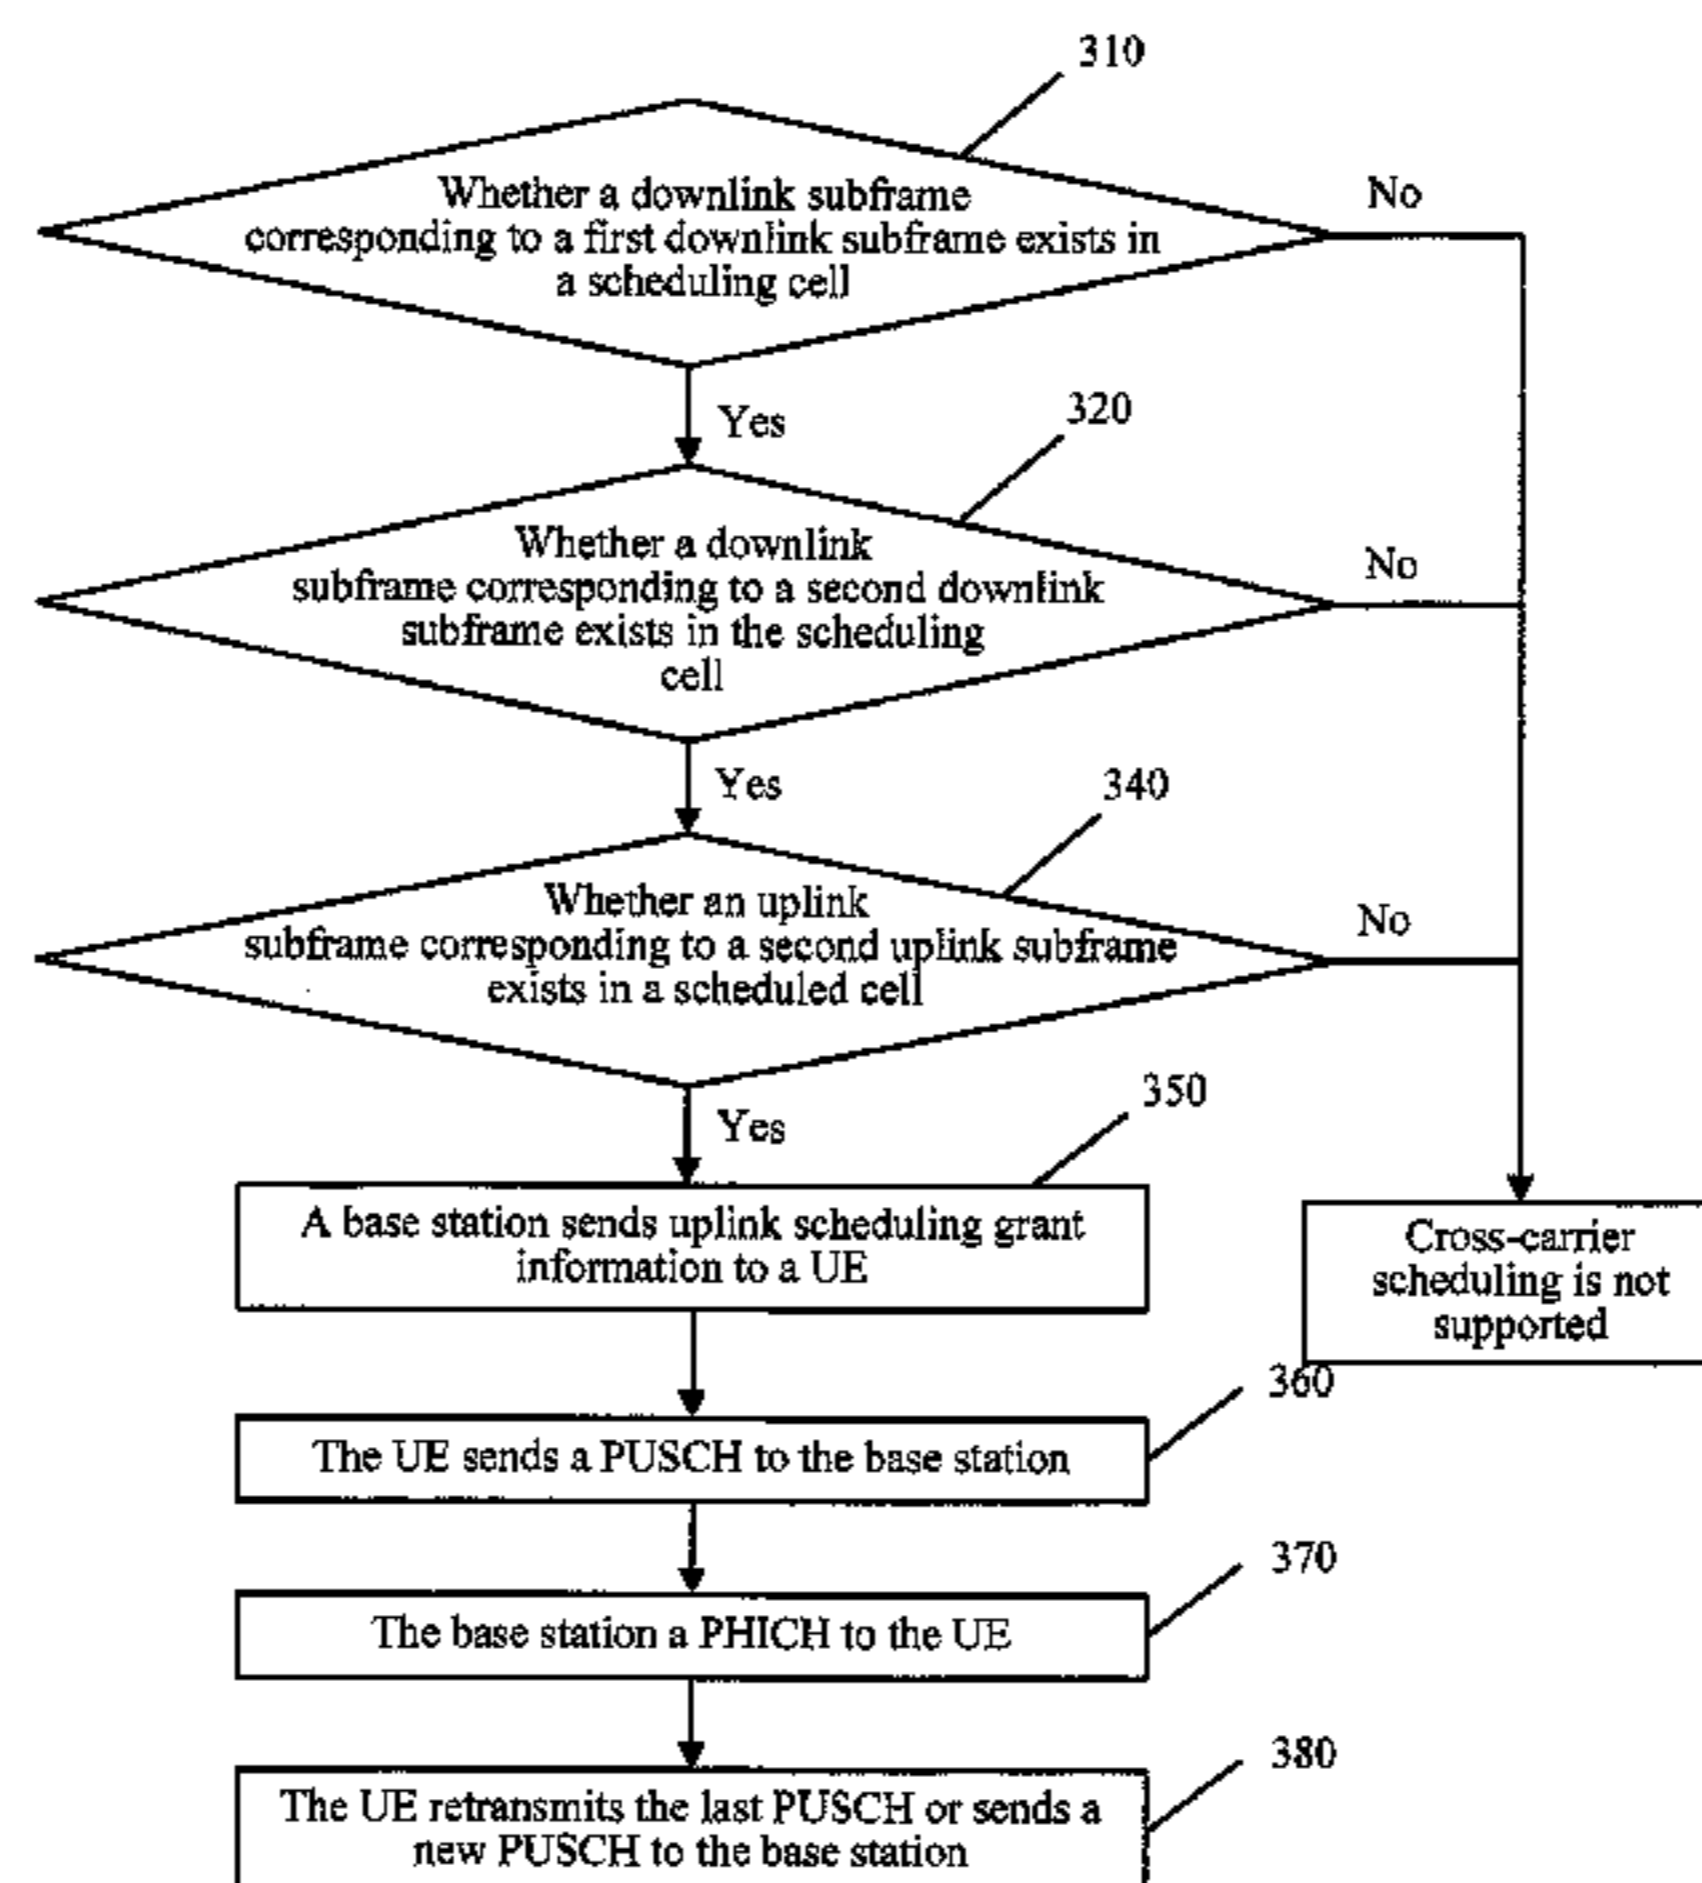 310
Whether a downlink subframe
corresponding to a first downlink subframe exists in
a scheduling cell
No
Yes
320
Whether a downlink
subframe corresponding to a second downlink
subframe exists in the scheduling
cell
No
Yes
340
Whether an uplink
subframe corresponding to a second uplink subframe
exists in a scheduled cell
No
Yes
350
A base station sends uplink scheduling grant
information to a UE
Cross-carrier
scheduling is not
supported
360
The UE sends a PUSCH to the base station
370
The base station a PHICH to the UE
380
The UE retransmits the last PUSCH or sends a
new PUSCH to the base station